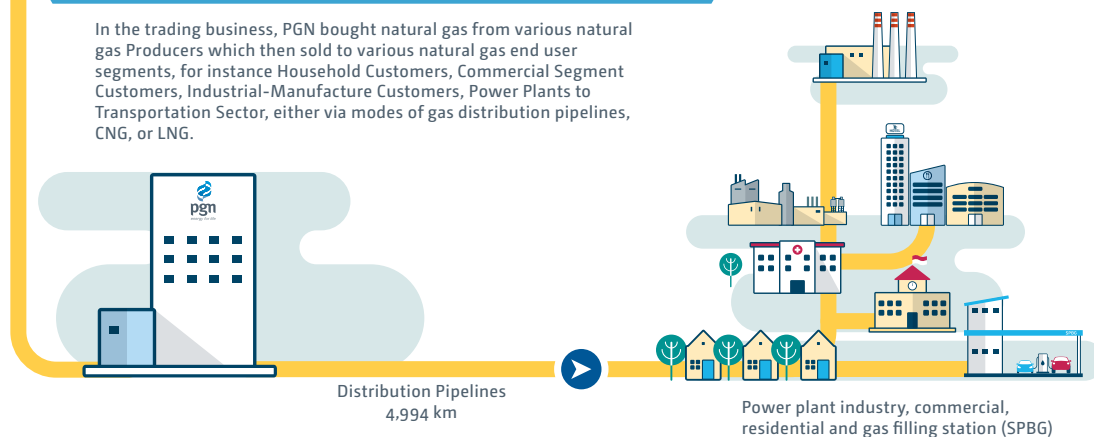 In the trading business, PGN bought natural gas from various natural
gas Producers which then sold to various natural gas end user
segments, for instance Household Customers, Commercial Segment
Customers, Industrial-Manufacture Customers, Power Plants to
Transportation Sector, either via modes of gas distribution pipelines,
CNG, or LNG.
pgn
energy for life
SPBG
Distribution Pipelines
4,994 km
Power plant industry, commercial,
residential and gas filling station (SPBG)